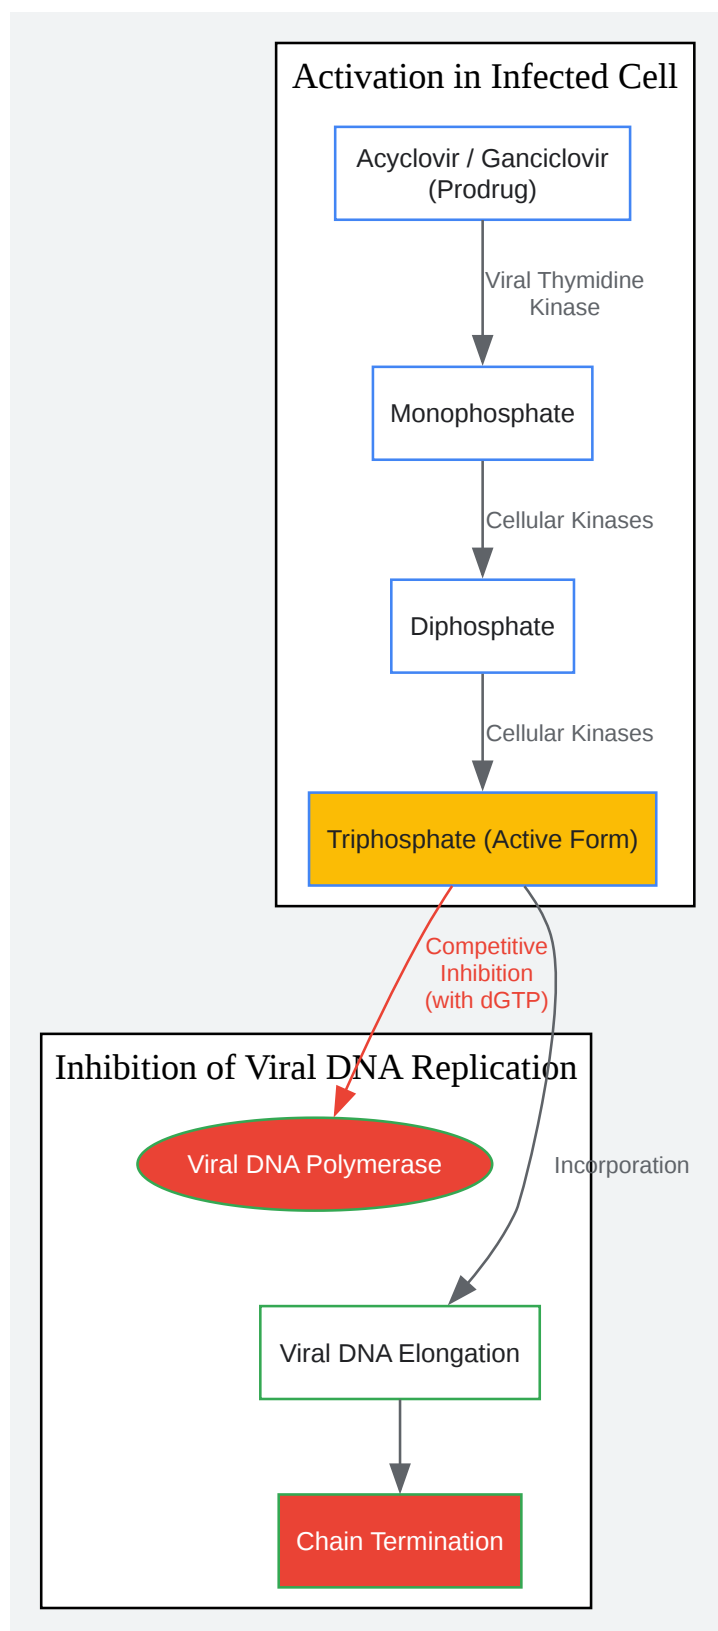 Activation in Infected Cell
Acyclovir / Ganciclovir
(Prodrug)
Viral Thymidine
Kinase
Monophosphate
Cellular Kinases
Diphosphate
Cellular Kinases
Triphosphate (Active Form)
Competitive
Inhibition
(with dGTP)
Inhibition of Viral DNA Replication
Viral DNA Polymerase
Incorporation
Viral DNA Elongation
Chain Termination